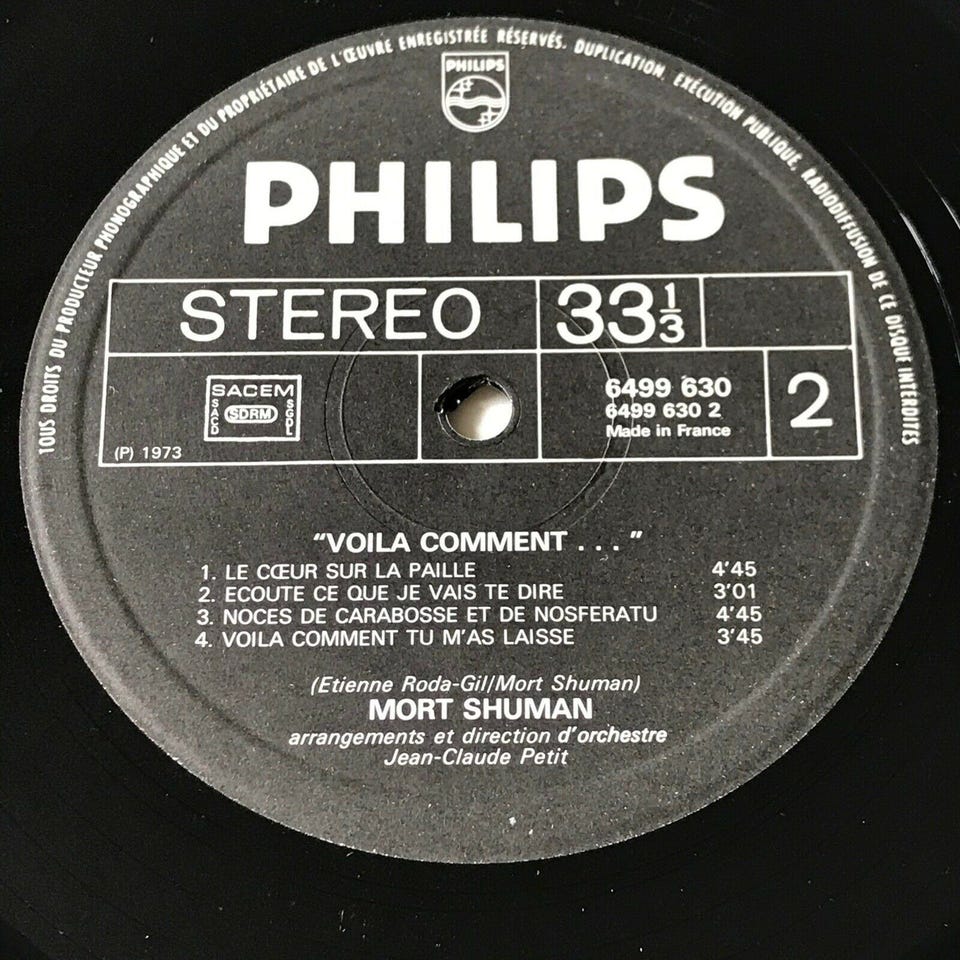 TOUS DROITS DU PRODUCTEUR PHONOGRAPHIQUE ET DU PROPRIÉTAIRE DE L'ŒUVRE ENREGISTRÉE RÉSERVÉS. DUPLICATION, EXÉCUTION PUBLIQUE, RADIODIFFUSION DE CE DISQUE INTERDITES
PHILIPS
PHILIPS
STEREO 33⅓
SACEM
SACD SDRM SGDL
(P) 1973
6499 630
6499 630 2
Made in France
2
"VOILA COMMENT . . . "
1. LE CŒUR SUR LA PAILLE 4'45
2. ECOUTE CE QUE JE VAIS TE DIRE 3'01
3. NOCES DE CARABOSSE ET DE NOSFERATU 4'45
4. VOILA COMMENT TU M'AS LAISSE 3'45
(Etienne Roda-Gil/Mort Shuman)
MORT SHUMAN
arrangements et direction d'orchestre
Jean-Claude Petit